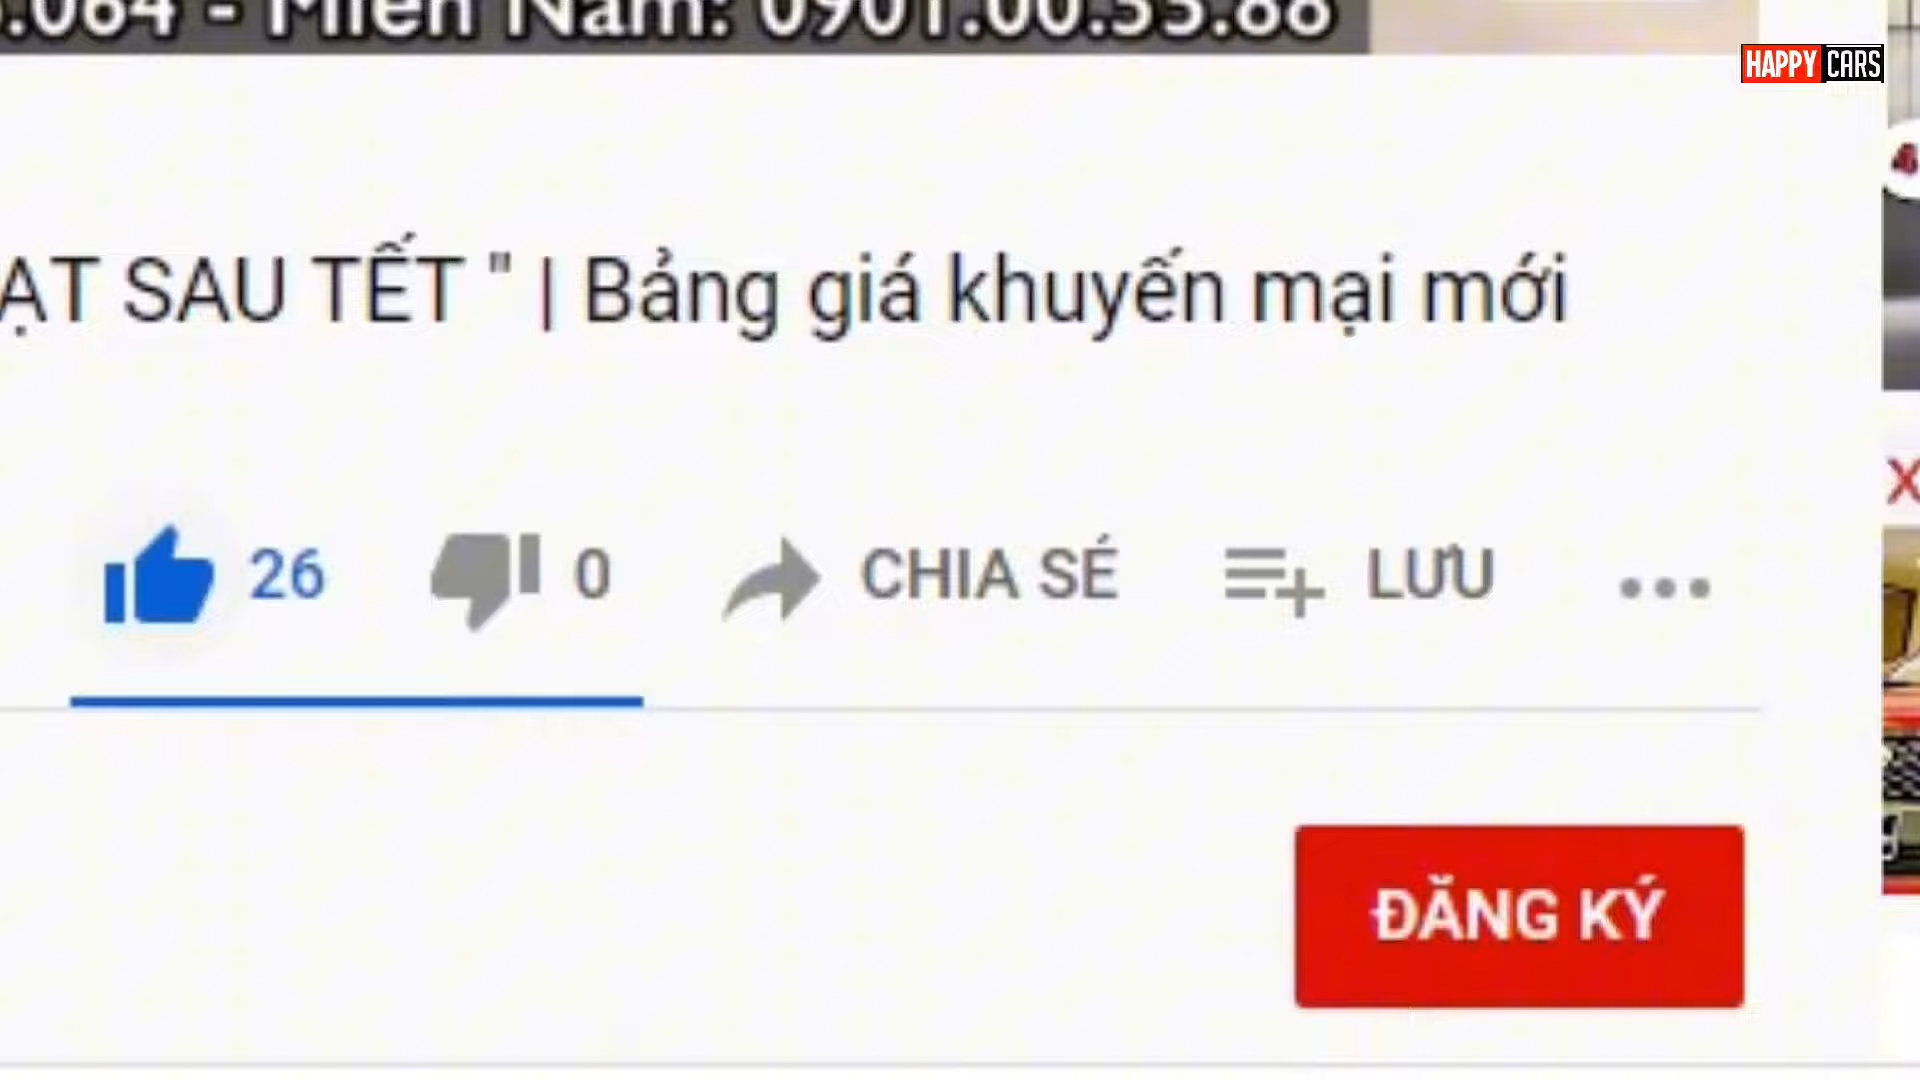 .064 - Miền Nam: 0901.00.55.88
HAPPY CARS
ẠT SAU TẾT " | Bảng giá khuyến mại mới
26 0 CHIA SẺ LƯU
ĐĂNG KÝ